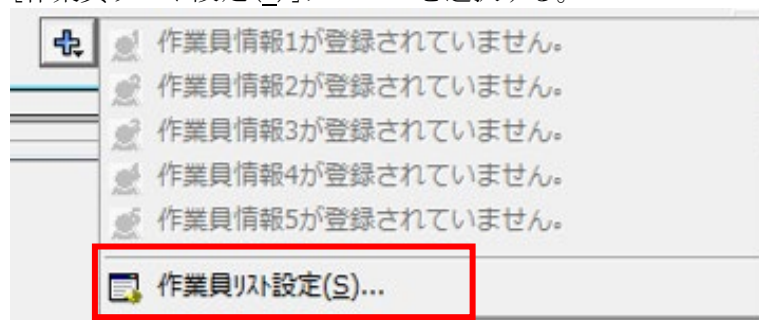 作業員情報1が登録されていません。
作業員情報2が登録されていません。
作業員情報3が登録されていません。
作業員情報4が登録されていません。
作業員情報5が登録されていません。
作業員ﾘｽﾄ設定(S)...